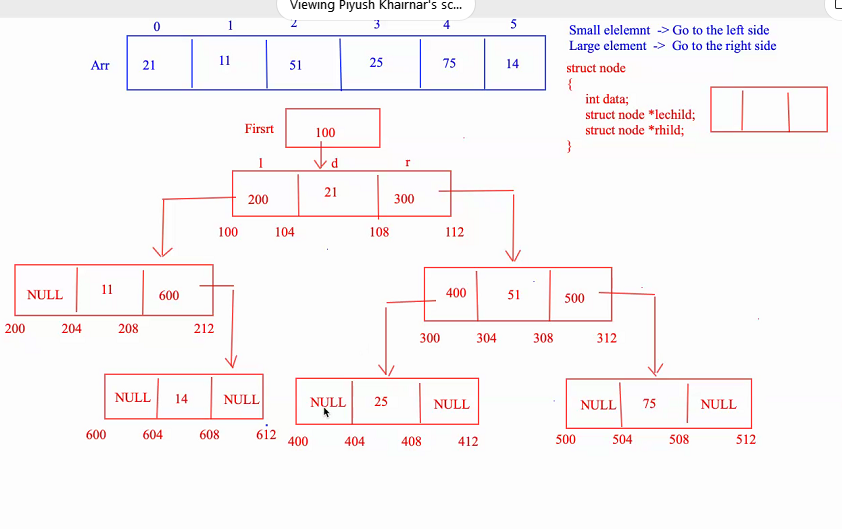 Viewing Piyush Khairnar's sc...
0 1 2 3 4 5
Small elelemnt -> Go to the left side
Large element -> Go to the right side
Arr 21 11 51 25 75 14
struct node
{
int data;
struct node *lechild;
struct node *rhild;
}
Firsrt 100
l d r
200 21 300
100 104 108 112
NULL 11 600
400 51 500
200 204 208 212
300 304 308 312
NULL 14 NULL
NULL 25 NULL
NULL 75 NULL
600 604 608 612
400 404 408 412
500 504 508 512